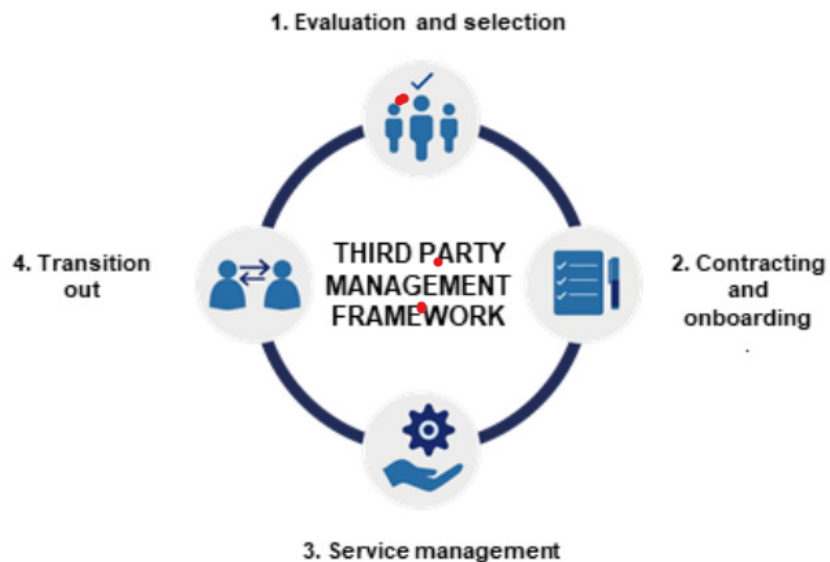 1. Evaluation and selection
THIRD PARTY
MANAGEMENT
FRAMEWORK
2. Contracting
and
onboarding
.
3. Service management
4. Transition
out